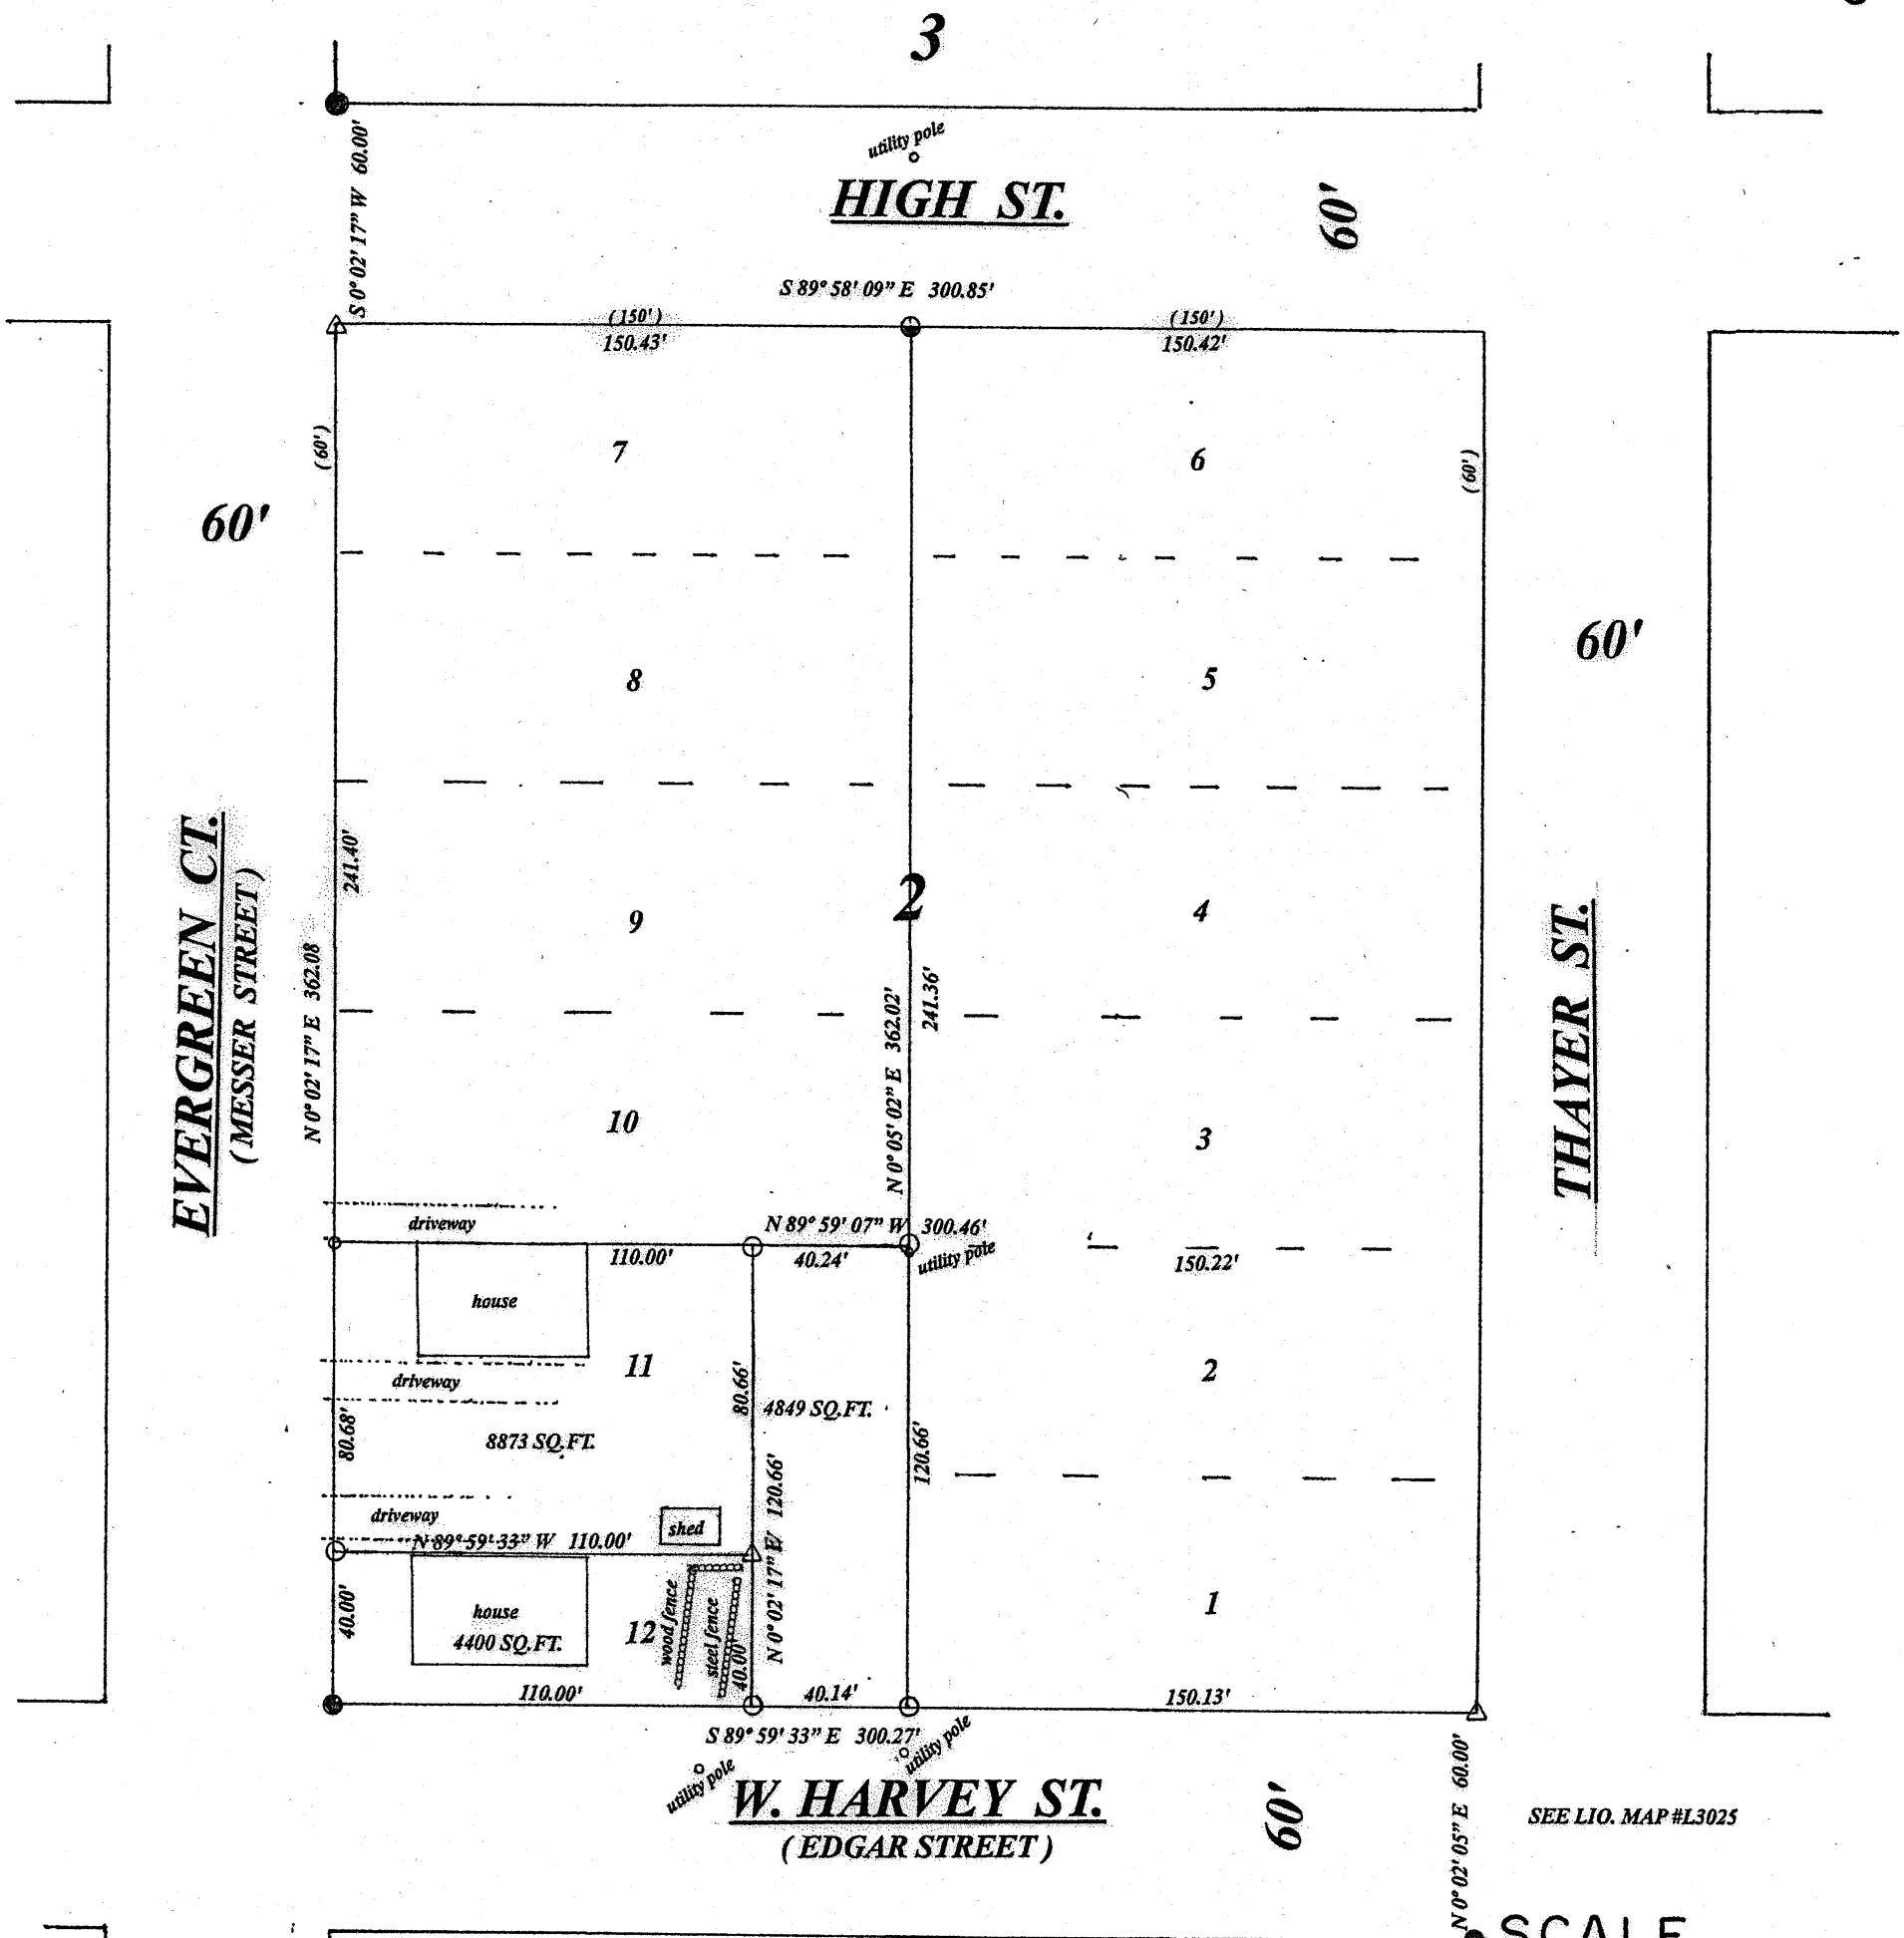 3
utility pole
HIGH ST.
60'
S 0° 02' 17" W 60.00'
S 89° 58' 09" E 300.85'
(150')
150.43'
(150')
150.42'
(60')
7
6
(60')
60'
60'
8
5
EVERGREEN CT.
(MESSER STREET)
241.40'
N 0° 02' 17" E 362.08
9
2
4
THAYER ST.
N 0° 05' 02" E 362.02'
241.36'
10
3
driveway
N 89° 59' 07" W 300.46'
110.00'
40.24'
utility pole
150.22'
house
11
2
driveway
80.68'
80.66'
4849 SQ.FT.
8873 SQ.FT.
120.66'
driveway
shed
N 89° 59' 33" W 110.00'
N 0° 02' 17" E 120.66'
40.00'
house
4400 SQ.FT.
12
wood fence
steel fence
40.00'
1
110.00'
40.14'
150.13'
S 89° 59' 33" E 300.27'
utility pole
utility pole
W. HARVEY ST.
(EDGAR STREET)
60'
N 0° 02' 05" E 60.00'
SEE LIO. MAP #L3025
SCALE